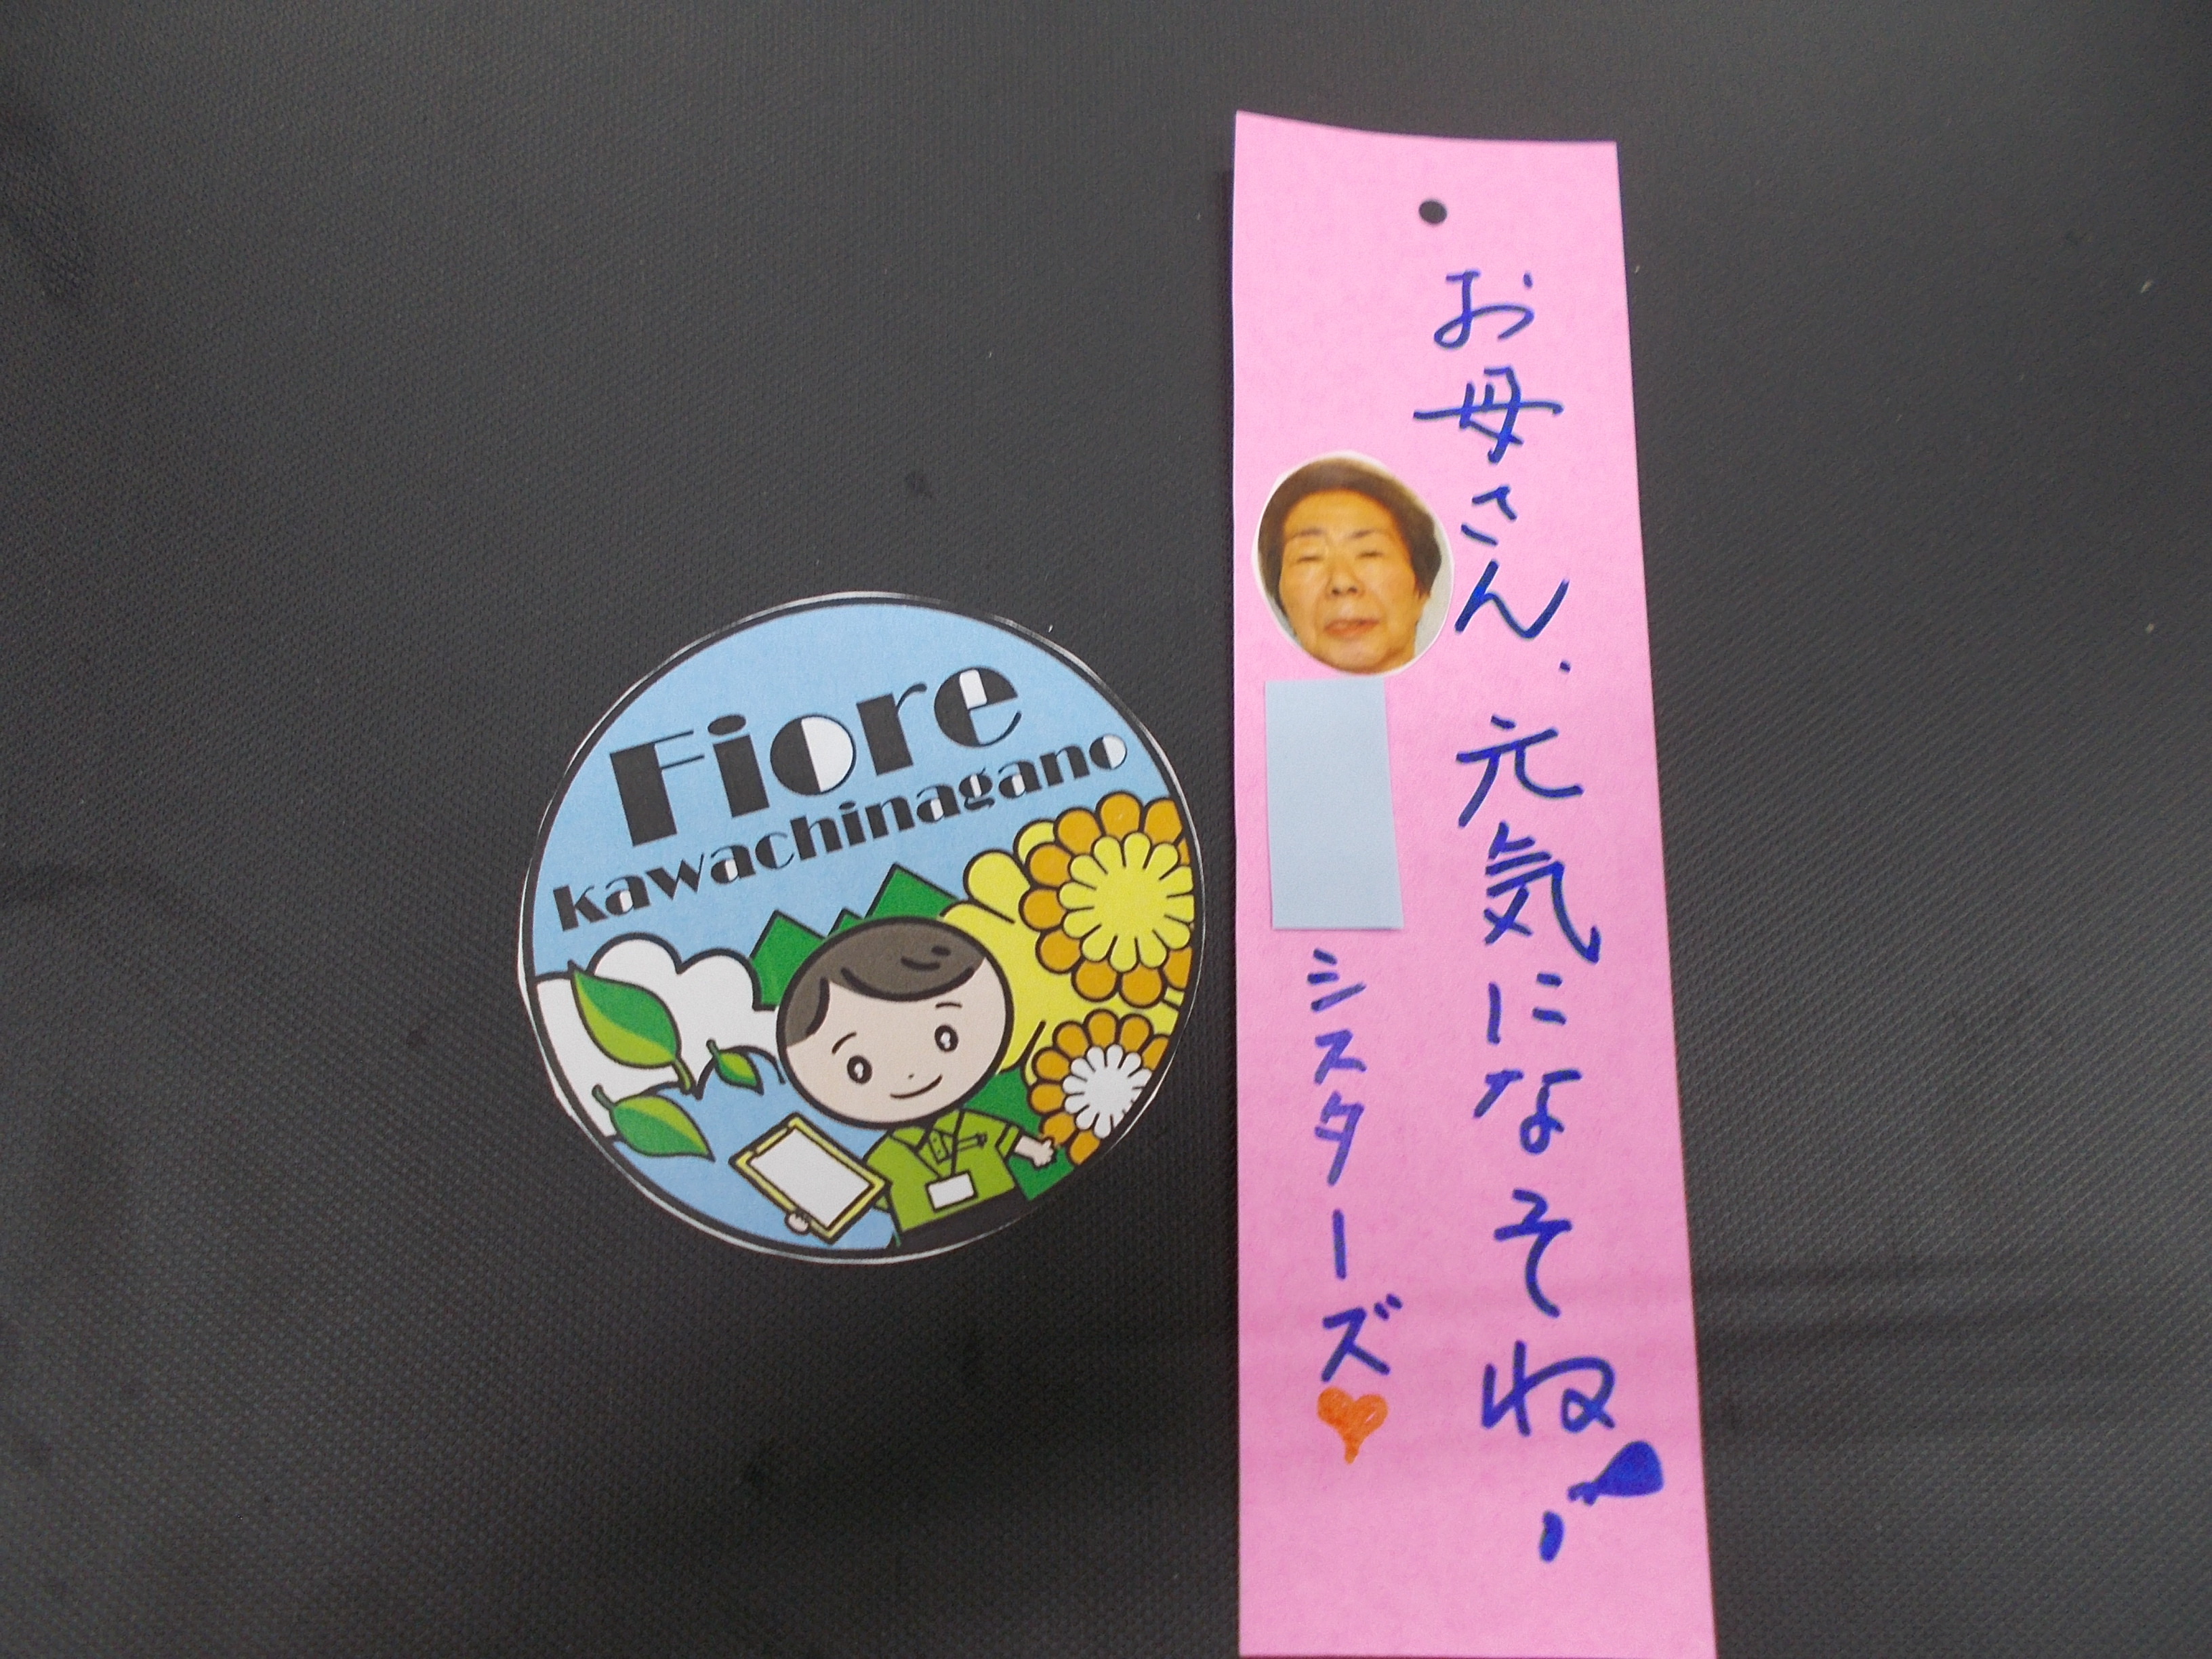 Fiore
kawachinagano
お母さん.元気になそね!
シスターズ